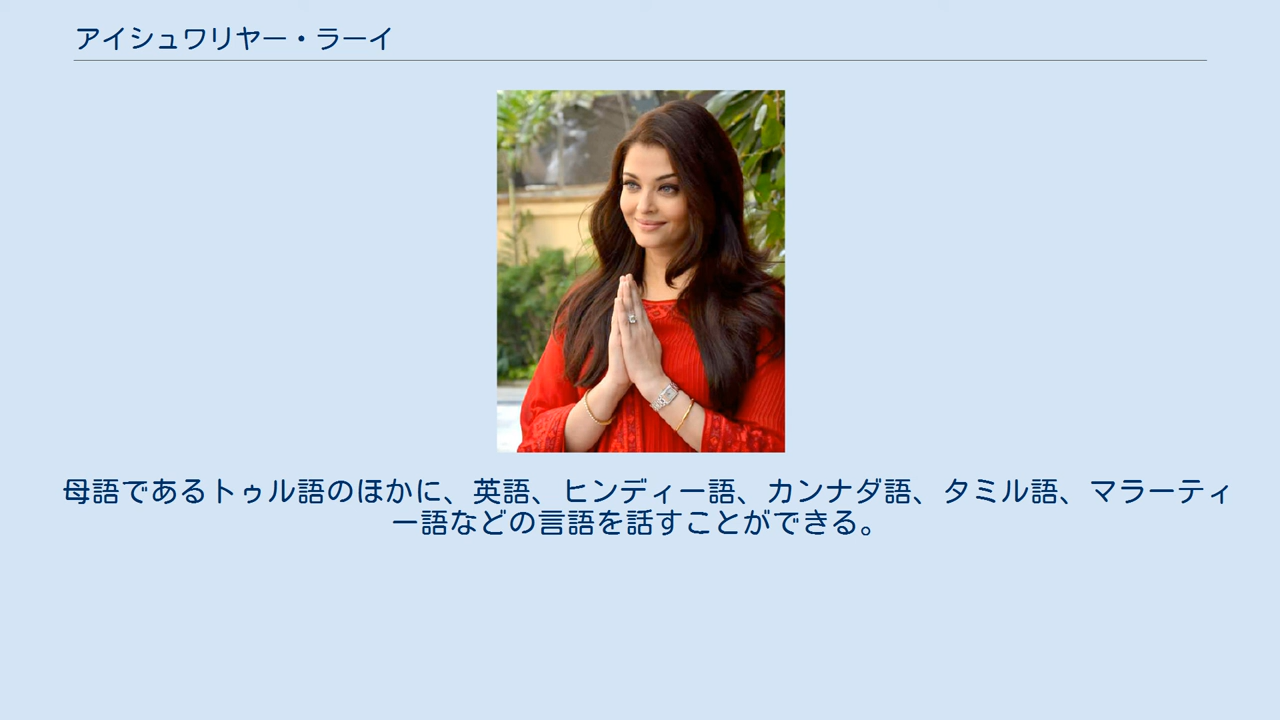 アイシュワリヤー・ラーイ
母語であるトゥル語のほかに、英語、ヒンディー語、カンナダ語、タミル語、マラーティ
ー語などの言語を話すことができる。